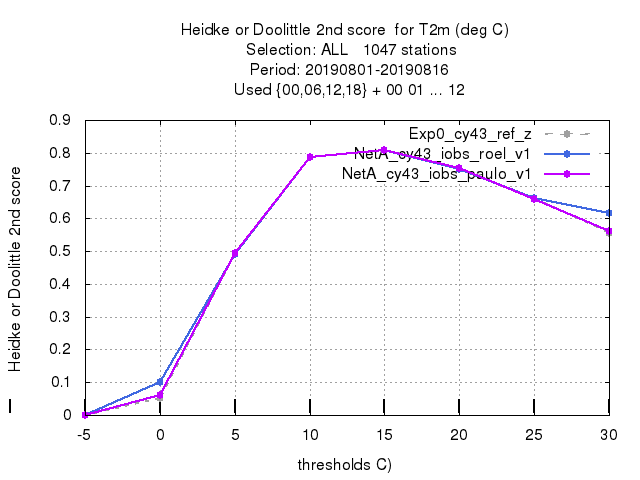 Heidke or Doolittle 2nd score  for T2m (deg C)
Selection: ALL   1047 stations
Period: 20190801-20190816
Used {00,06,12,18} + 00 01 ... 12
Exp0_cy43_ref_z
NetA_cy43_iobs_roel_v1
NetA_cy43_iobs_paulo_v1
Heidke or Doolittle 2nd score
0.9
0.8
0.7
0.6
0.5
0.4
0.3
0.2
0.1
0
-5 0 5 10 15 20 25 30
thresholds C)